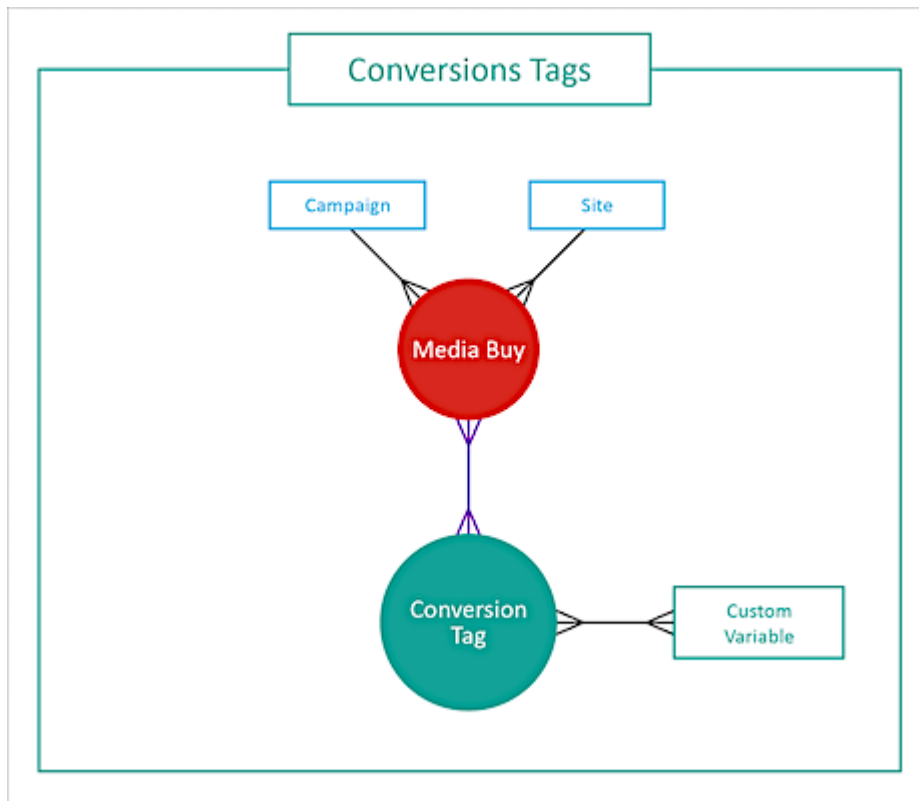 Conversions Tags
Campaign
Site
Media Buy
Conversion
Tag
Custom
Variable